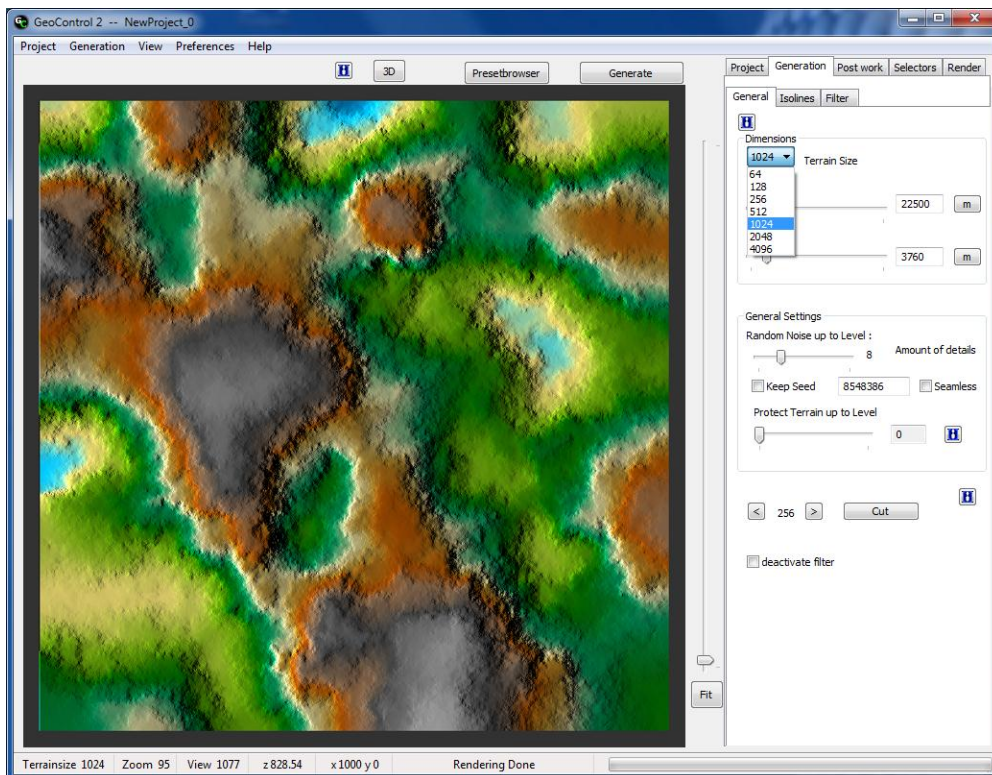 GeoControl 2 -- NewProject_0
Project Generation View Preferences Help
H 3D Presetbrowser Generate
Project Generation Post work Selectors Render
General Isolines Filter
H
Dimensions
1024 Terrain Size
64
128
256
512
1024
2048
4096
22500 m
3760 m
General Settings
Random Noise up to Level :
8 Amount of details
Keep Seed 8548386 Seamless
Protect Terrain up to Level
0 H
H
< 256 > Cut
deactivate filter
Fit
Terrainsize 1024 Zoom 95 View 1077 z 828.54 x 1000 y 0 Rendering Done